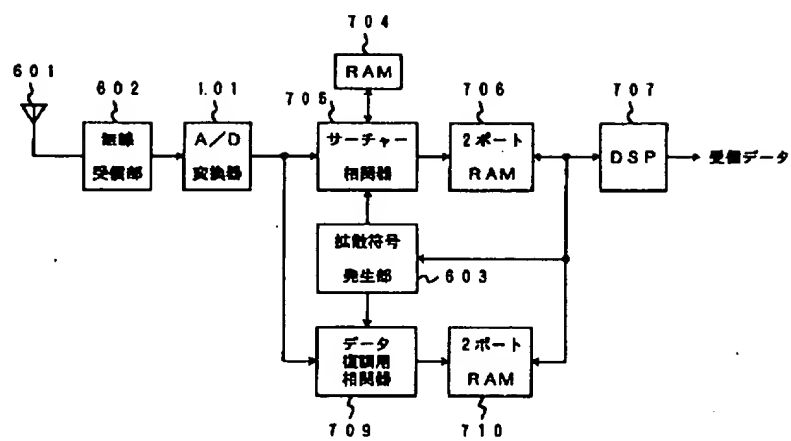 704
601
602
101
RAM
705
706
707
無線
受信部
A/D
変換器
サーチャー
相関器
2ポート
RAM
DSP
受信データ
拡散符号
発生部
603
データ
復調用
相関器
2ポート
RAM
709
710